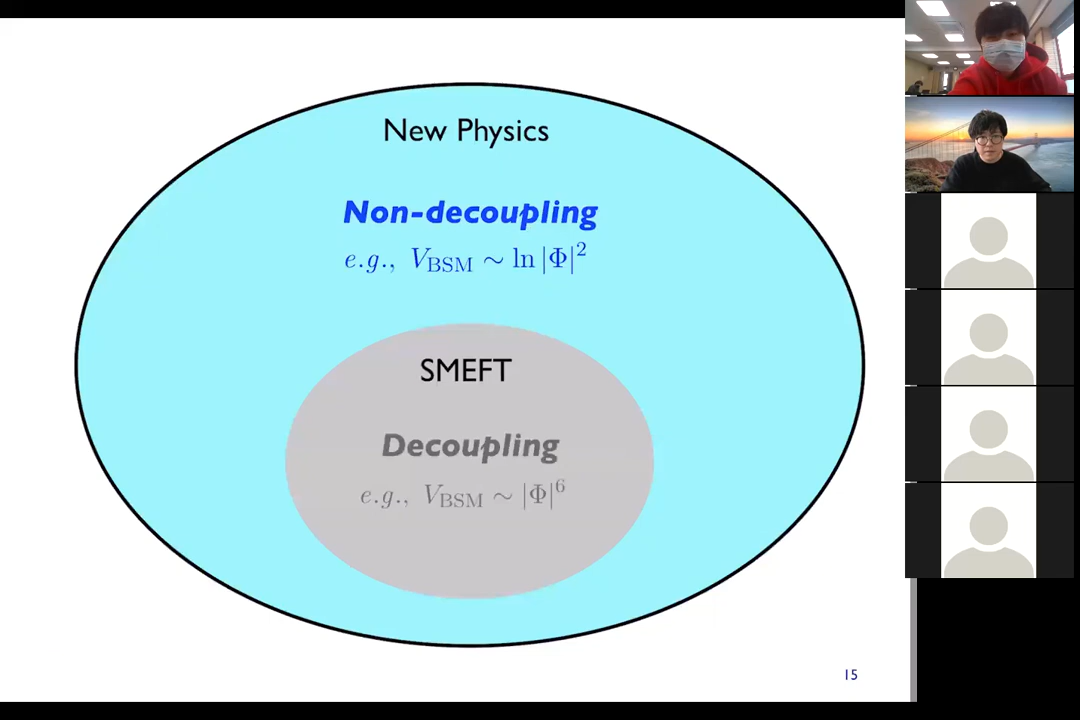 New Physics
Non-decoupling
e.g., V_BSM ∼ ln |Φ|²
SMEFT
Decoupling
e.g., V_BSM ∼ |Φ|⁶
15